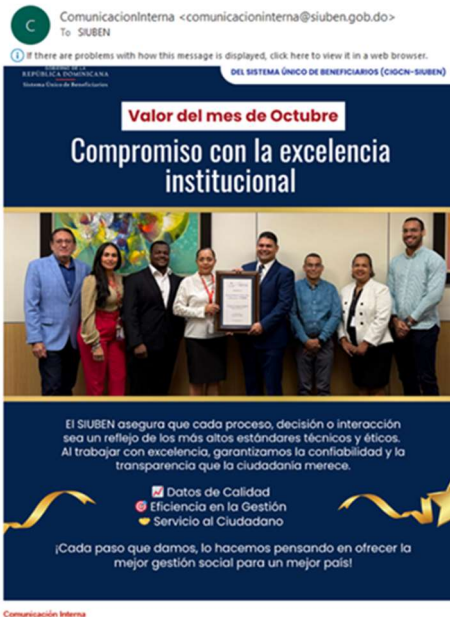 C
ComunicacionInterna <comunicacioninterna@siuben.gob.do>
To SIUBEN
If there are problems with how this message is displayed, click here to view it in a web browser.
REPÚBLICA DOMINICANA
Sistema Único de Beneficiarios
DEL SISTEMA ÚNICO DE BENEFICIARIOS (CIGCN-SIUBEN)
Valor del mes de Octubre
Compromiso con la excelencia
institucional
El SIUBEN asegura que cada proceso, decisión o interacción
sea un reflejo de los más altos estándares técnicos y éticos.
Al trabajar con excelencia, garantizamos la confiabilidad y la
transparencia que la ciudadanía merece.
Datos de Calidad
Eficiencia en la Gestión
Servicio al Ciudadano
¡Cada paso que damos, lo hacemos pensando en ofrecer la
mejor gestión social para un mejor país!
Comunicación Interna